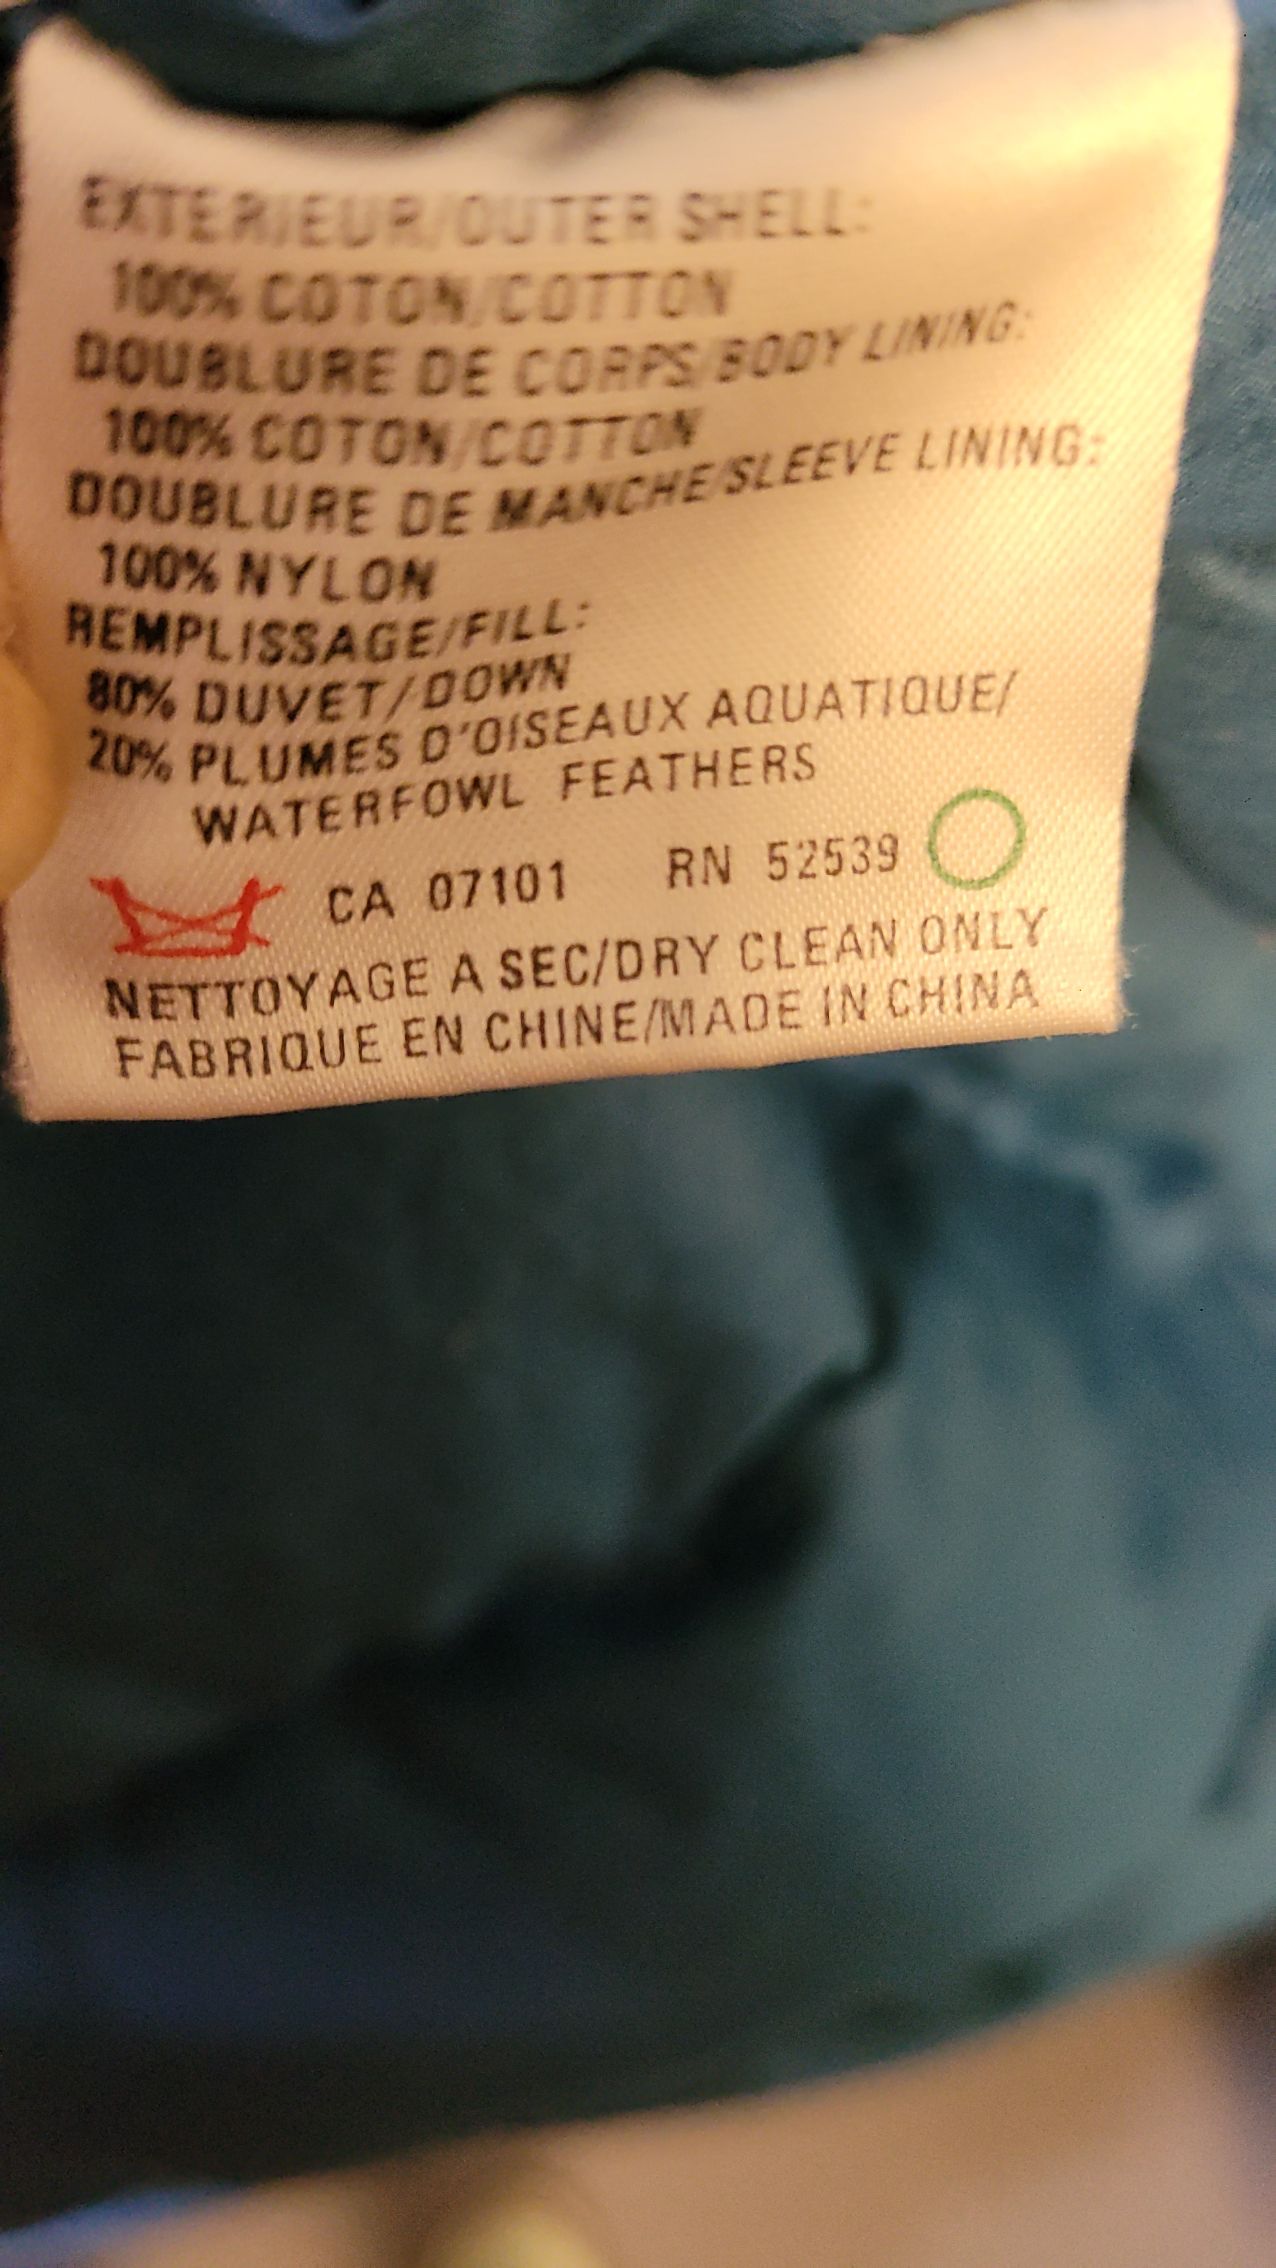 EXTERIEUR/OUTER SHELL:
100% COTON/COTTON
DOUBLURE DE CORPS/BODY LINING:
100% COTON/COTTON
DOUBLURE DE MANCHE/SLEEVE LINING:
100% NYLON
REMPLISSAGE/FILL:
80% DUVET/DOWN
20% PLUMES D'OISEAUX AQUATIQUE/
WATERFOWL FEATHERS
CA 07101 RN 52539
NETTOYAGE A SEC/DRY CLEAN ONLY
FABRIQUE EN CHINE/MADE IN CHINA